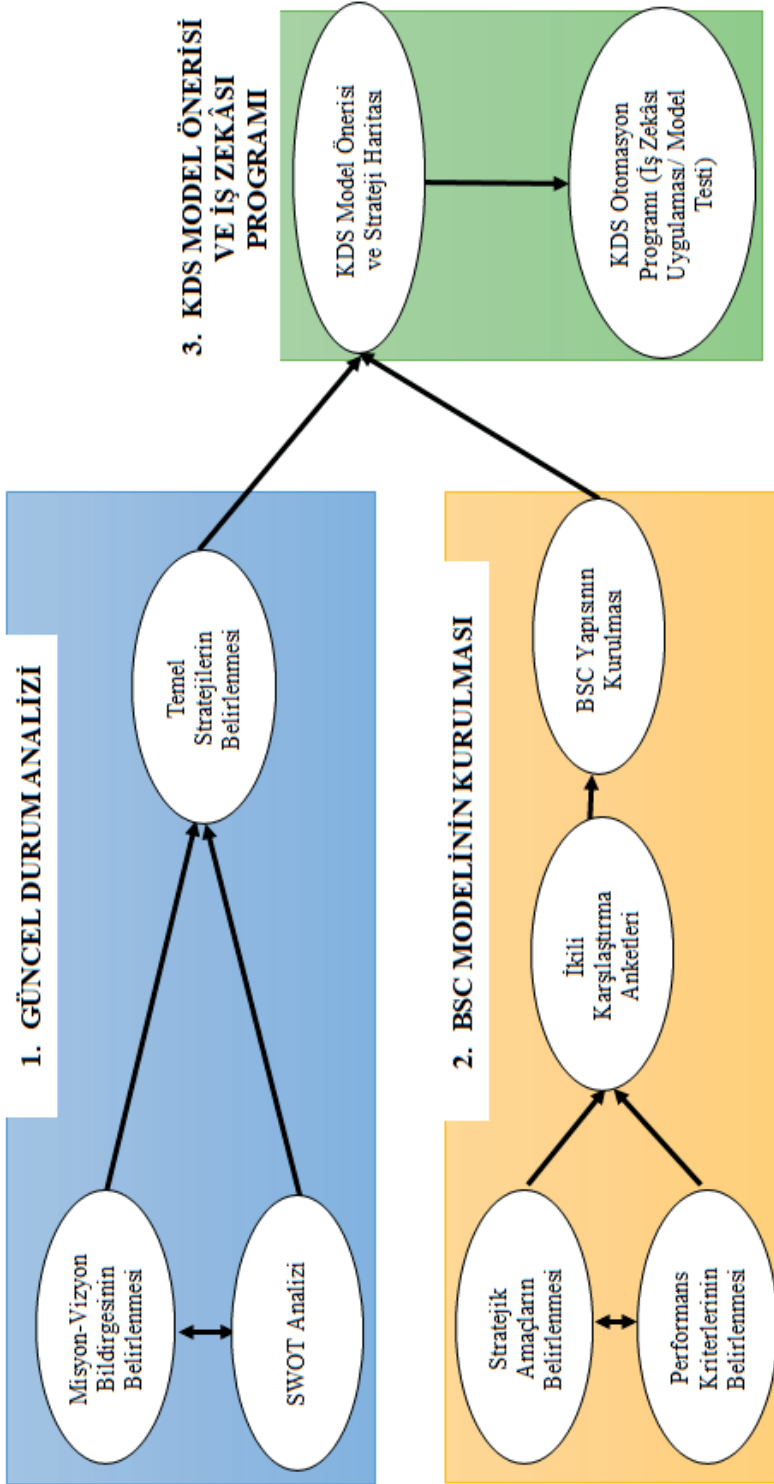 1. GÜNCEL DURUM ANALİZİ
Misyon-Vizyon
Bildirgesinin
Belirlenmesi
SWOT Analizi
Temel
Stratejilerin
Belirlenmesi
2. BSC MODELİNİN KURULMASI
Stratejik
Amaçların
Belirlenmesi
Performans
Kriterlerinin
Belirlenmesi
İkili
Karşılaştırma
Anketleri
BSC Yapısının
Kurulması
3. KDS MODEL ÖNERİSİ
VE İŞ ZEKÂSI
PROGRAMI
KDS Model Önerisi
ve Strateji Haritası
KDS Otomasyon
Programı (İş Zekâsı
Uygulaması/ Model
Testi)